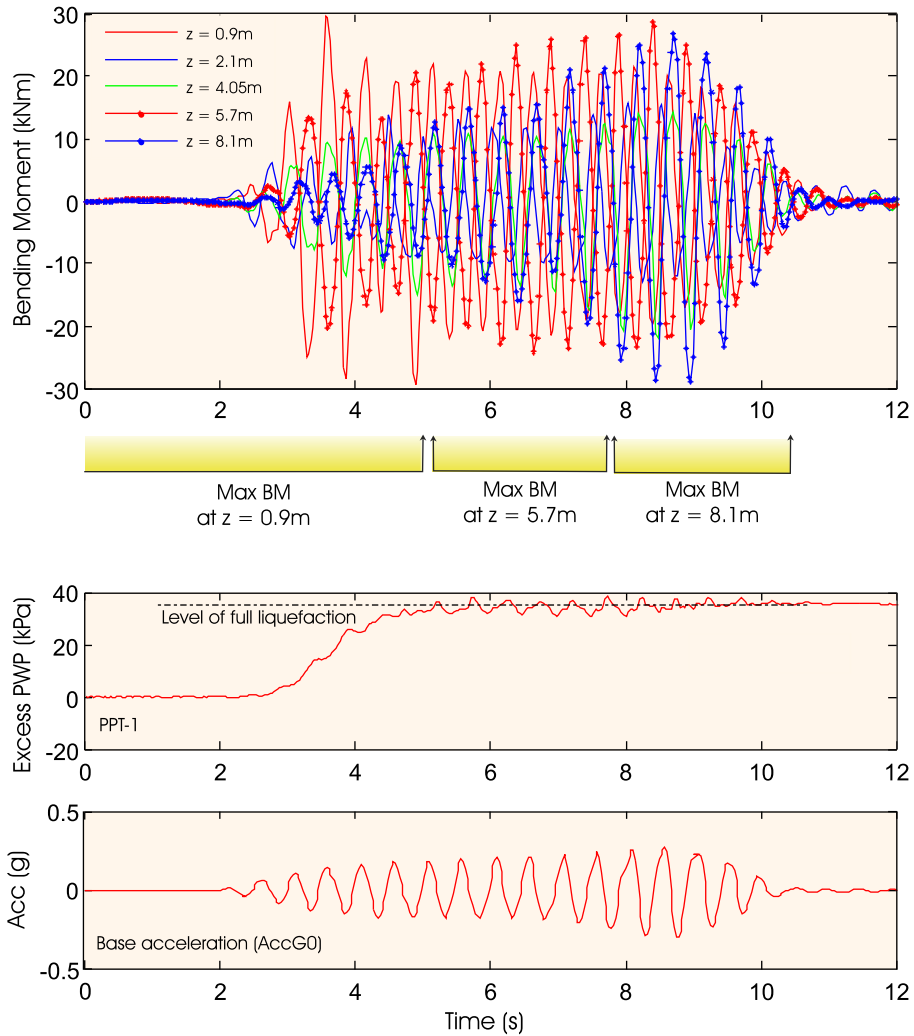 30
20
10
0
-10
-20
-30
Bending Moment (kNm)
z = 0.9m
z = 2.1m
z = 4.05m
z = 5.7m
z = 8.1m
0 2 4 6 8 10 12
Max BM
at z = 0.9m
Max BM
at z = 5.7m
Max BM
at z = 8.1m
40
20
0
-20
Excess PWP (kPa)
Level of full liquefaction
PPT-1
0 2 4 6 8 10 12
0.5
0
-0.5
Acc (g)
Base acceleration (AccG0)
0 2 4 6 8 10 12
Time (s)